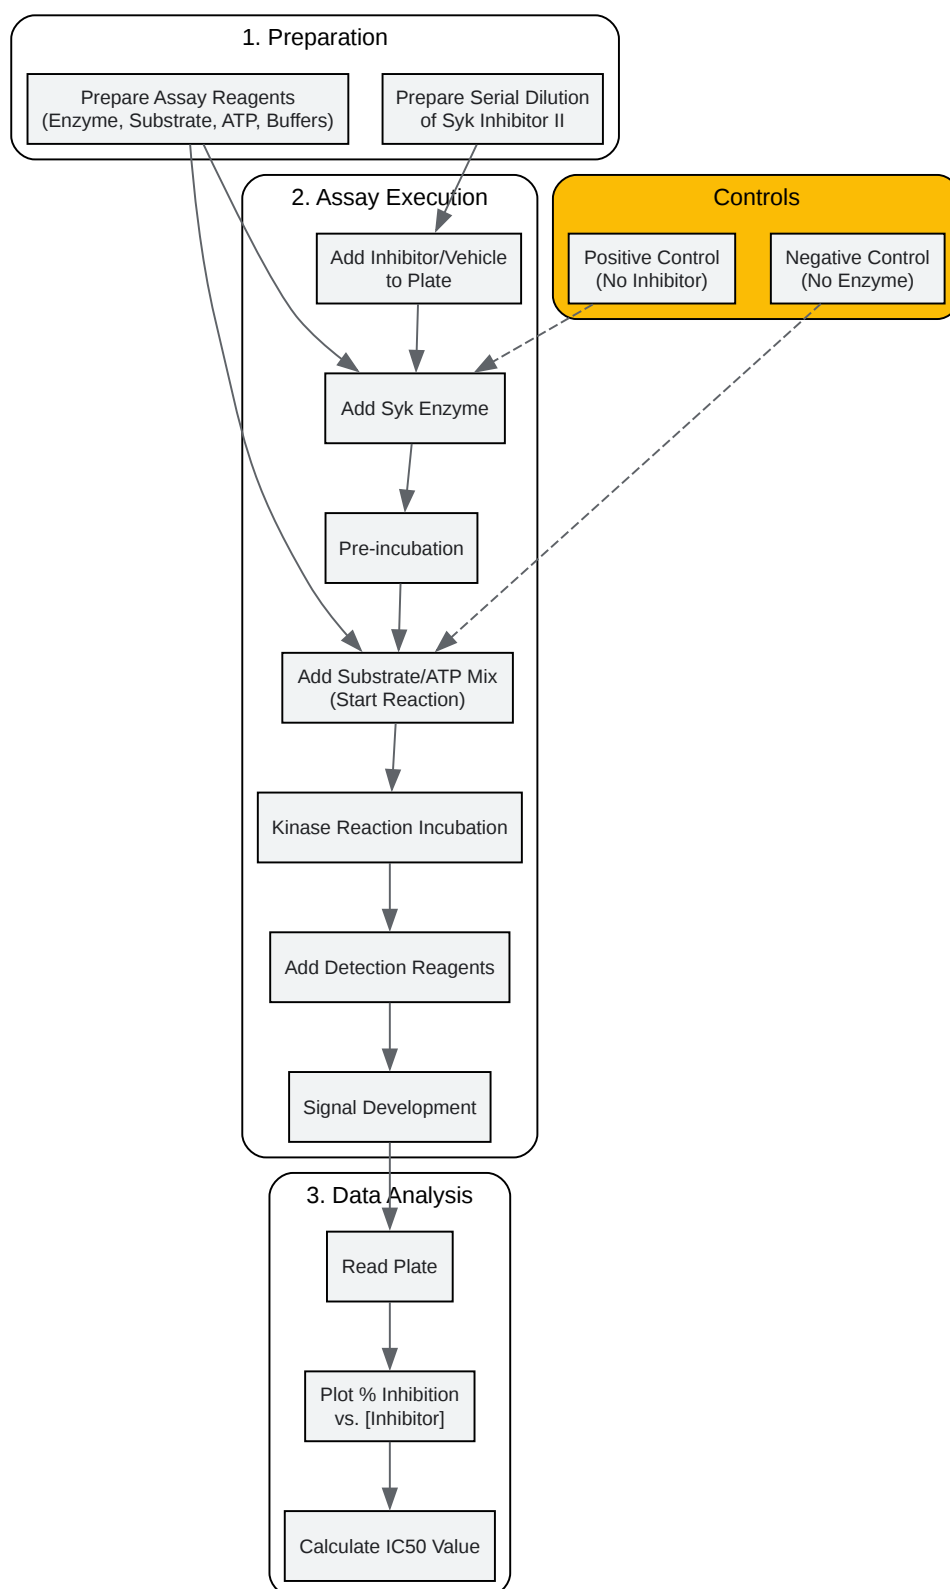 1. Preparation
Prepare Assay Reagents
(Enzyme, Substrate, ATP, Buffers)
Prepare Serial Dilution
of Syk Inhibitor II
2. Assay Execution
Controls
Add Inhibitor/Vehicle
to Plate
Positive Control
(No Inhibitor)
Negative Control
(No Enzyme)
Add Syk Enzyme
Pre-incubation
Add Substrate/ATP Mix
(Start Reaction)
Kinase Reaction Incubation
Add Detection Reagents
Signal Development
3. Data Analysis
Read Plate
Plot % Inhibition
vs. [Inhibitor]
Calculate IC50 Value